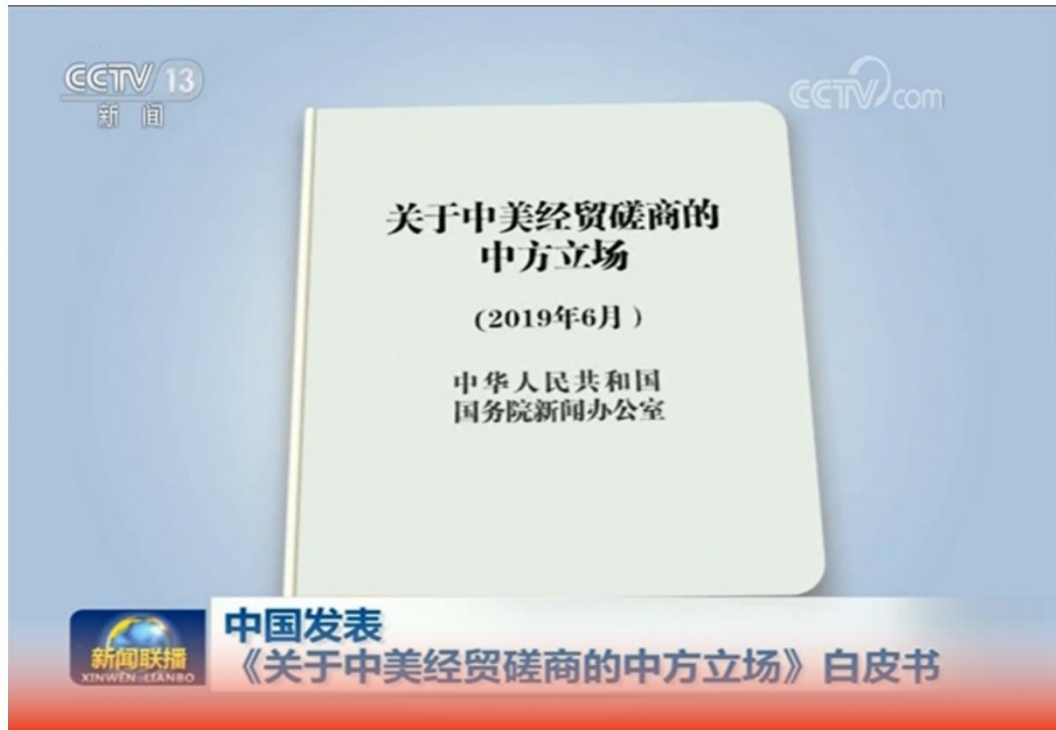 CCTV 13
新闻
CCTV.com
关于中美经贸磋商的
中方立场
(2019年6月)
中华人民共和国
国务院新闻办公室
新闻联播
XINWEN LIANBO
中国发表
《关于中美经贸磋商的中方立场》白皮书